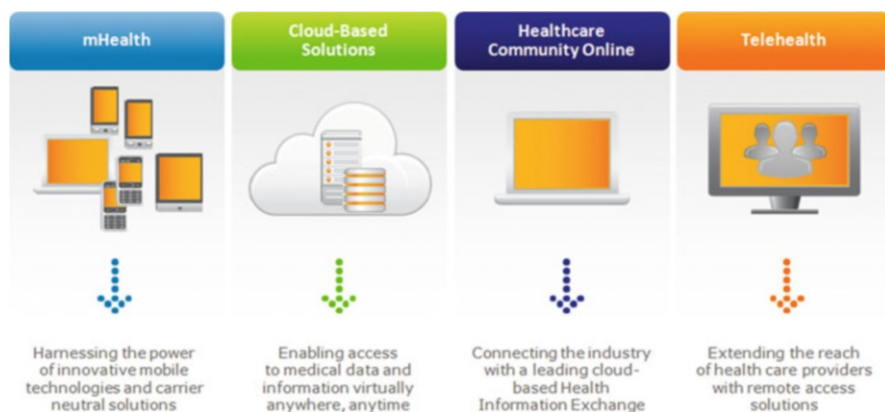 mHealth
Cloud-Based
Solutions
Healthcare
Community Online
Telehealth
Harnessing the power
of innovative mobile
technologies and carrier
neutral solutions
Enabling access
to medical data and
information virtually
anywhere, anytime
Connecting the industry
with a leading cloud-
based Health
Information Exchange
Extending the reach
of health care providers
with remote access
solutions